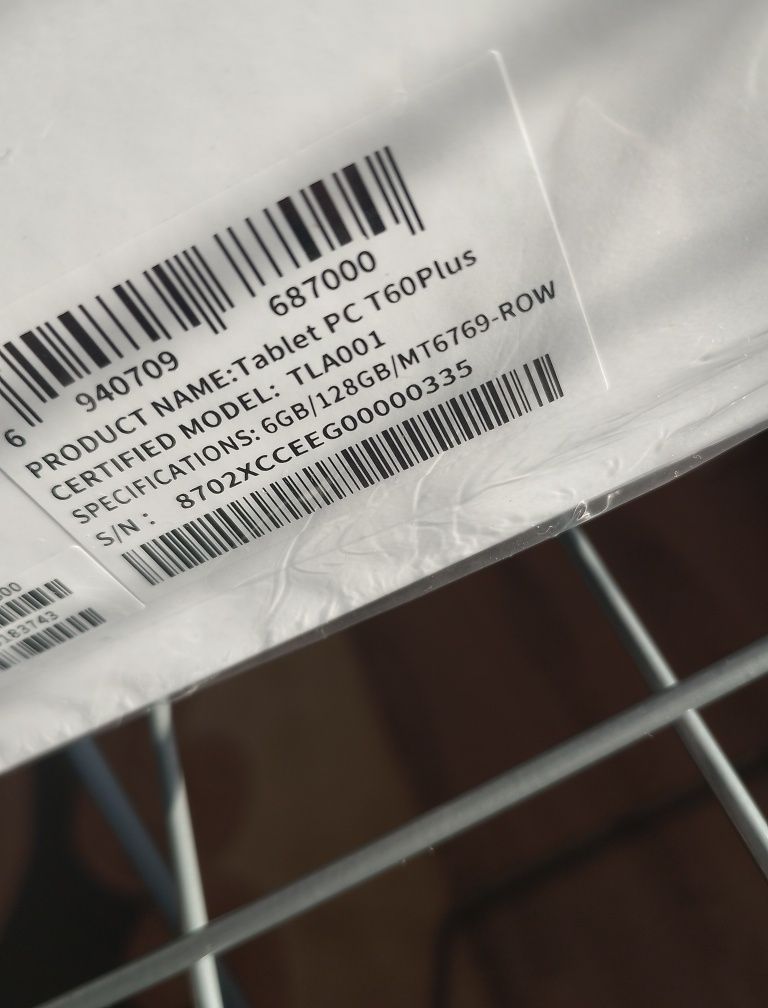 6 940709 687000
PRODUCT NAME:Tablet PC T60Plus
CERTIFIED MODEL: TLA001
SPECIFICATIONS: 6GB/128GB/MT6769-ROW
S/N: 8702XCCEEG00000335